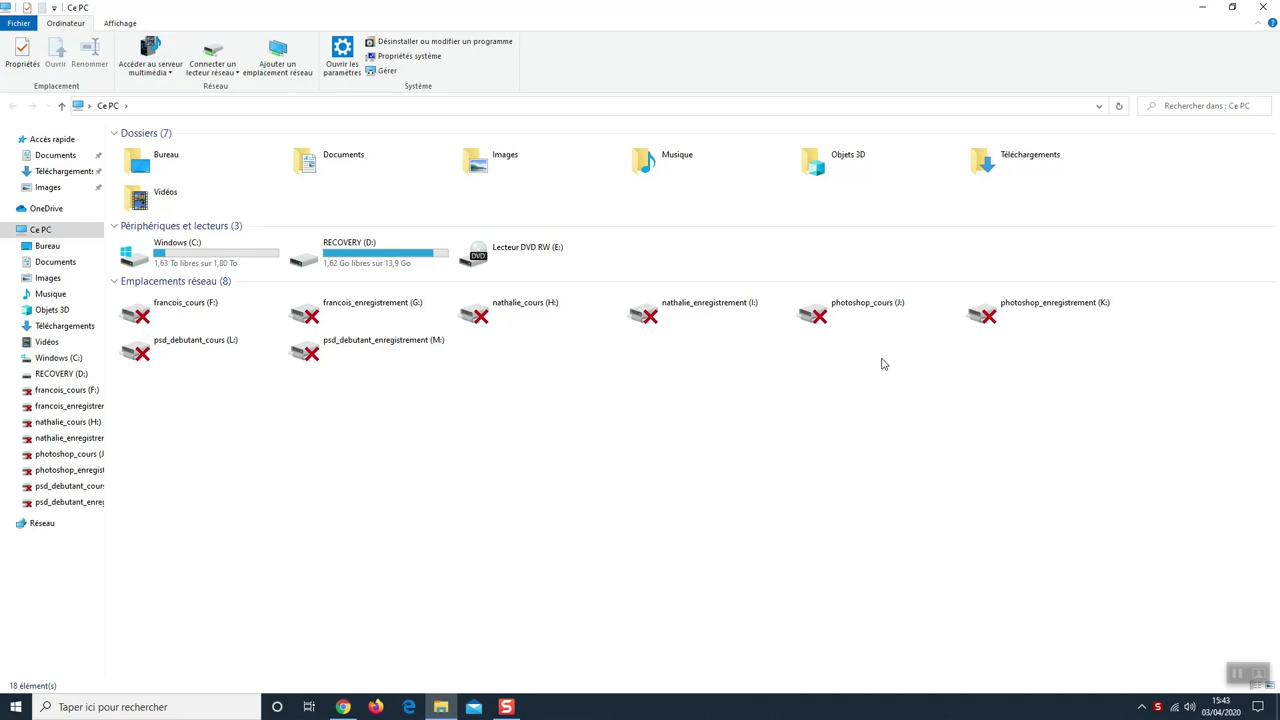 Ce PC
Fichier
Ordinateur
Affichage
Propriétés
Ouvrir
Renommer
Emplacement
Accéder au serveur
multimédia
Connecter un
lecteur réseau
Ajouter un
emplacement réseau
Réseau
Ouvrir les
paramètres
Désinstaller ou modifier un programme
Propriétés système
Gérer
Système
Ce PC
Rechercher dans : Ce PC
Accès rapide
Documents
Téléchargements
Images
OneDrive
Ce PC
Bureau
Documents
Images
Musique
Objets 3D
Téléchargements
Vidéos
Windows (C:)
RECOVERY (D:)
francois_cours (F:)
francois_enregistrer
nathalie_cours (H:)
nathalie_enregistrer
photoshop_cours (J
photoshop_enregist
psd_debutant_cours
psd_debutant_enreg
Réseau
Dossiers (7)
Bureau
Documents
Images
Musique
Objets 3D
Téléchargements
Vidéos
Périphériques et lecteurs (3)
Windows (C:)
1,63 To libres sur 1,80 To
RECOVERY (D:)
1,62 Go libres sur 13,9 Go
DVD
Lecteur DVD RW (E:)
Emplacements réseau (8)
francois_cours (F:)
francois_enregistrement (G:)
nathalie_cours (H:)
nathalie_enregistrement (I:)
photoshop_cours (J:)
photoshop_enregistrement (K:)
psd_debutant_cours (L:)
psd_debutant_enregistrement (M:)
18 élément(s)
Taper ici pour rechercher
15:43
03/04/2020